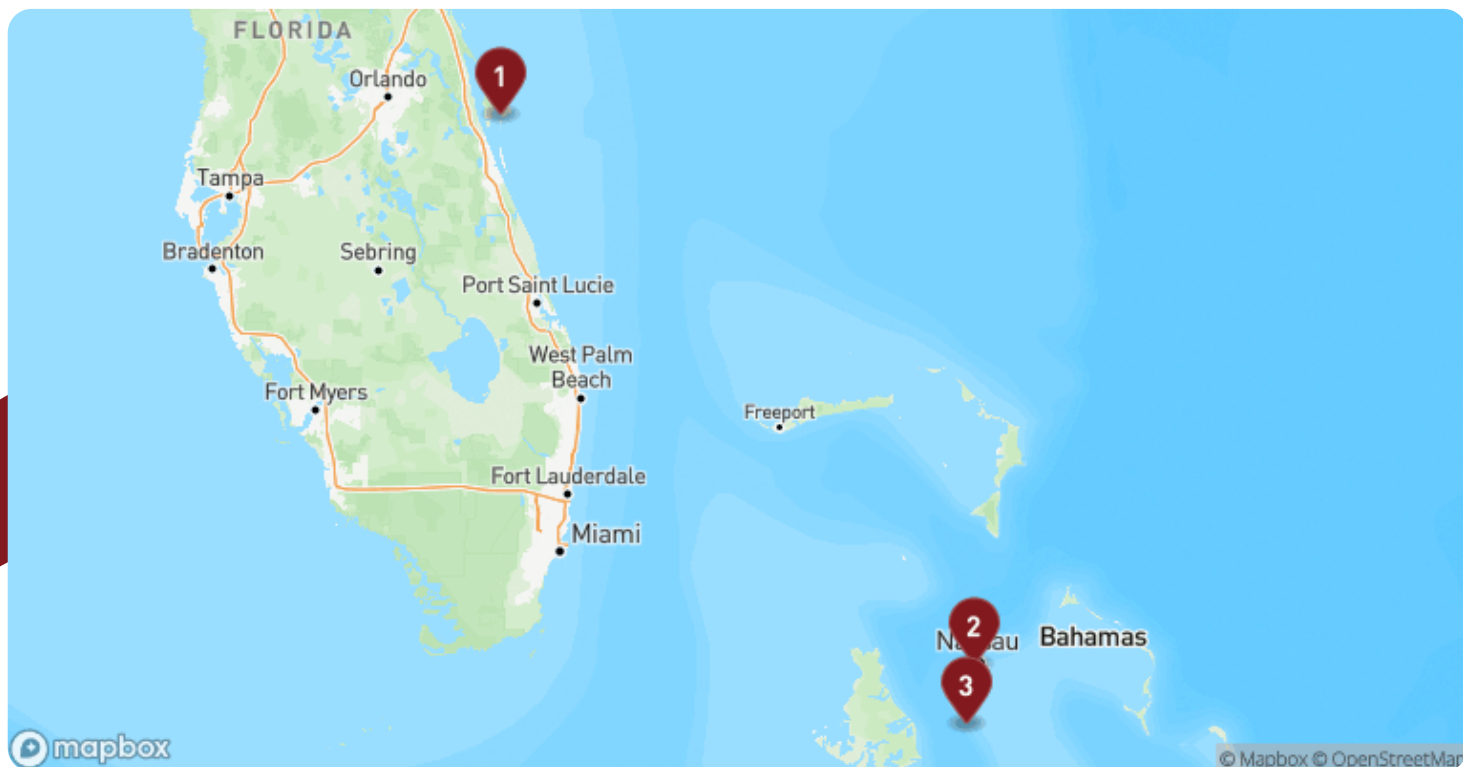 FLORIDA
1
Orlando
Tampa
Bradenton
Sebring
Port Saint Lucie
West Palm
Beach
Fort Myers
Freeport
Fort Lauderdale
Miami
2
Bahamas
3
mapbox
© Mapbox © OpenStreetMap